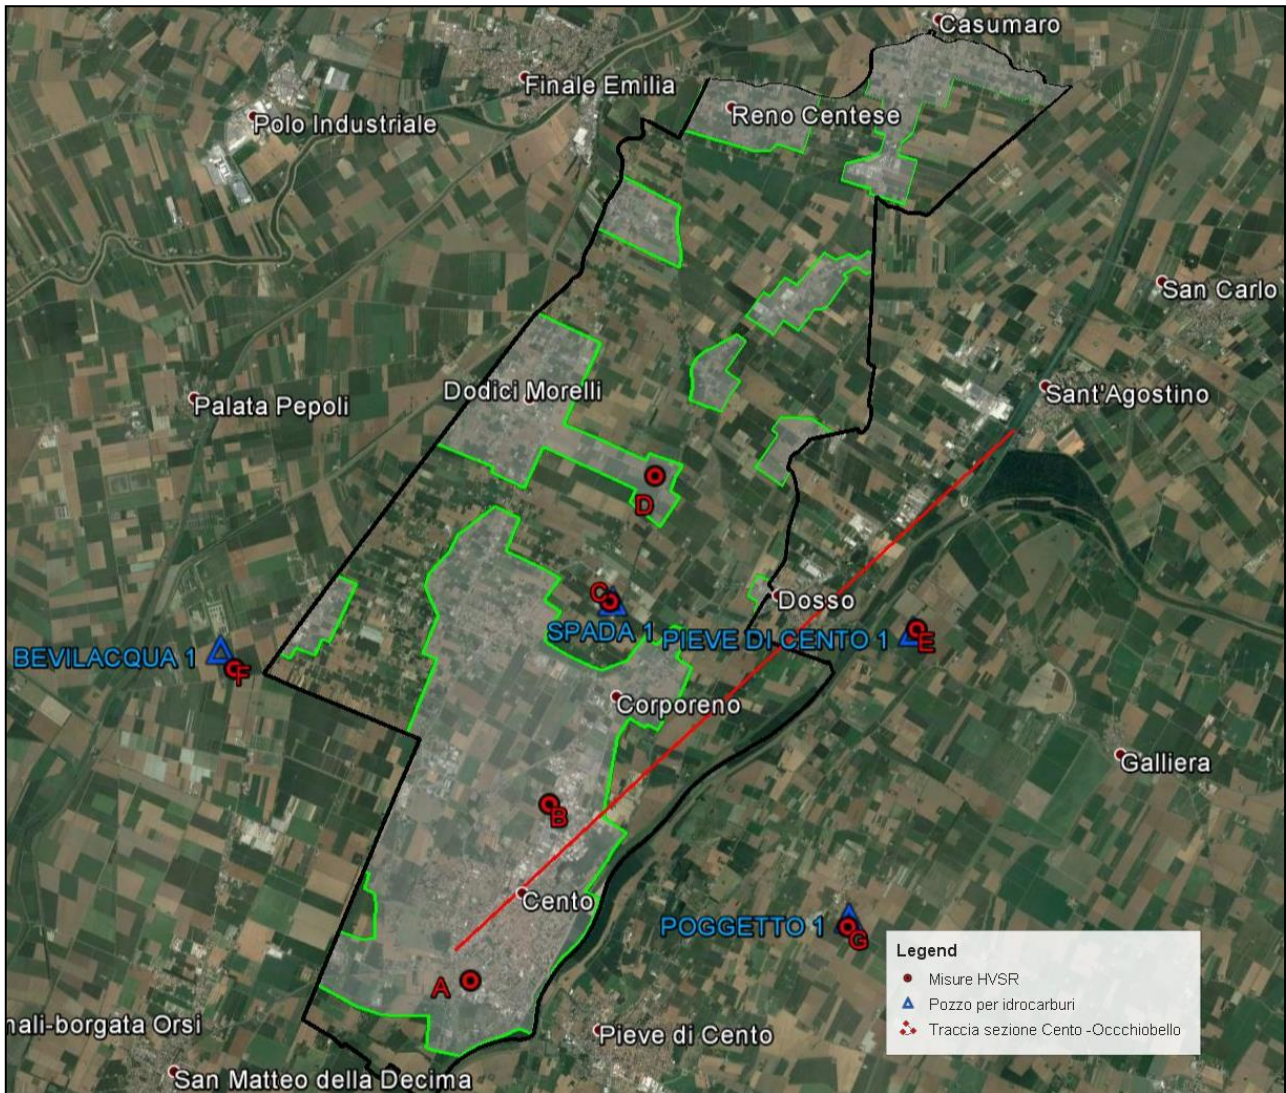 Casumaro
Finale Emilia
Polo Industriale
Reno Centese
San Carlo
Dodici Morelli
Palata Pepoli
Sant'Agostino
D
C
Dosso
SPADA 1
PIEVE DI CENTO 1
E
BEVILACQUA 1
F
Corporeno
Galliera
B
Cento
POGGETTO 1
G
A
Legend
Misure HVSR
Pozzo per idrocarburi
Traccia sezione Cento -Occchiobello
nali-borgata Orsi
Pieve di Cento
San Matteo della Decima